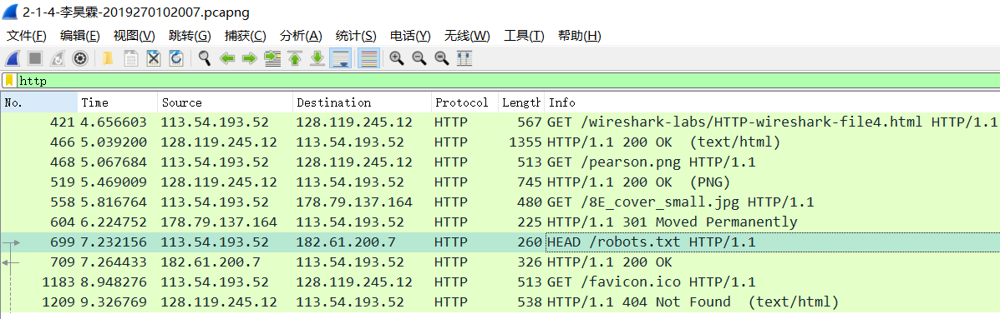 2-1-4-李昊霖-2019270102007.pcapng
文件(F) 编辑(E) 视图(V) 跳转(G) 捕获(C) 分析(A) 统计(S) 电话(Y) 无线(W) 工具(T) 帮助(H)
http
No. Time Source Destination Protocol Length Info
421 4.656603 113.54.193.52 128.119.245.12 HTTP 567 GET /wireshark-labs/HTTP-wireshark-file4.html HTTP/1.1
466 5.039200 128.119.245.12 113.54.193.52 HTTP 1355 HTTP/1.1 200 OK (text/html)
468 5.067684 113.54.193.52 128.119.245.12 HTTP 513 GET /pearson.png HTTP/1.1
519 5.469009 128.119.245.12 113.54.193.52 HTTP 745 HTTP/1.1 200 OK (PNG)
558 5.816764 113.54.193.52 178.79.137.164 HTTP 480 GET /8E_cover_small.jpg HTTP/1.1
604 6.224752 178.79.137.164 113.54.193.52 HTTP 225 HTTP/1.1 301 Moved Permanently
699 7.232156 113.54.193.52 182.61.200.7 HTTP 260 HEAD /robots.txt HTTP/1.1
709 7.264433 182.61.200.7 113.54.193.52 HTTP 326 HTTP/1.1 200 OK
1183 8.948276 113.54.193.52 128.119.245.12 HTTP 513 GET /favicon.ico HTTP/1.1
1209 9.326769 128.119.245.12 113.54.193.52 HTTP 538 HTTP/1.1 404 Not Found (text/html)